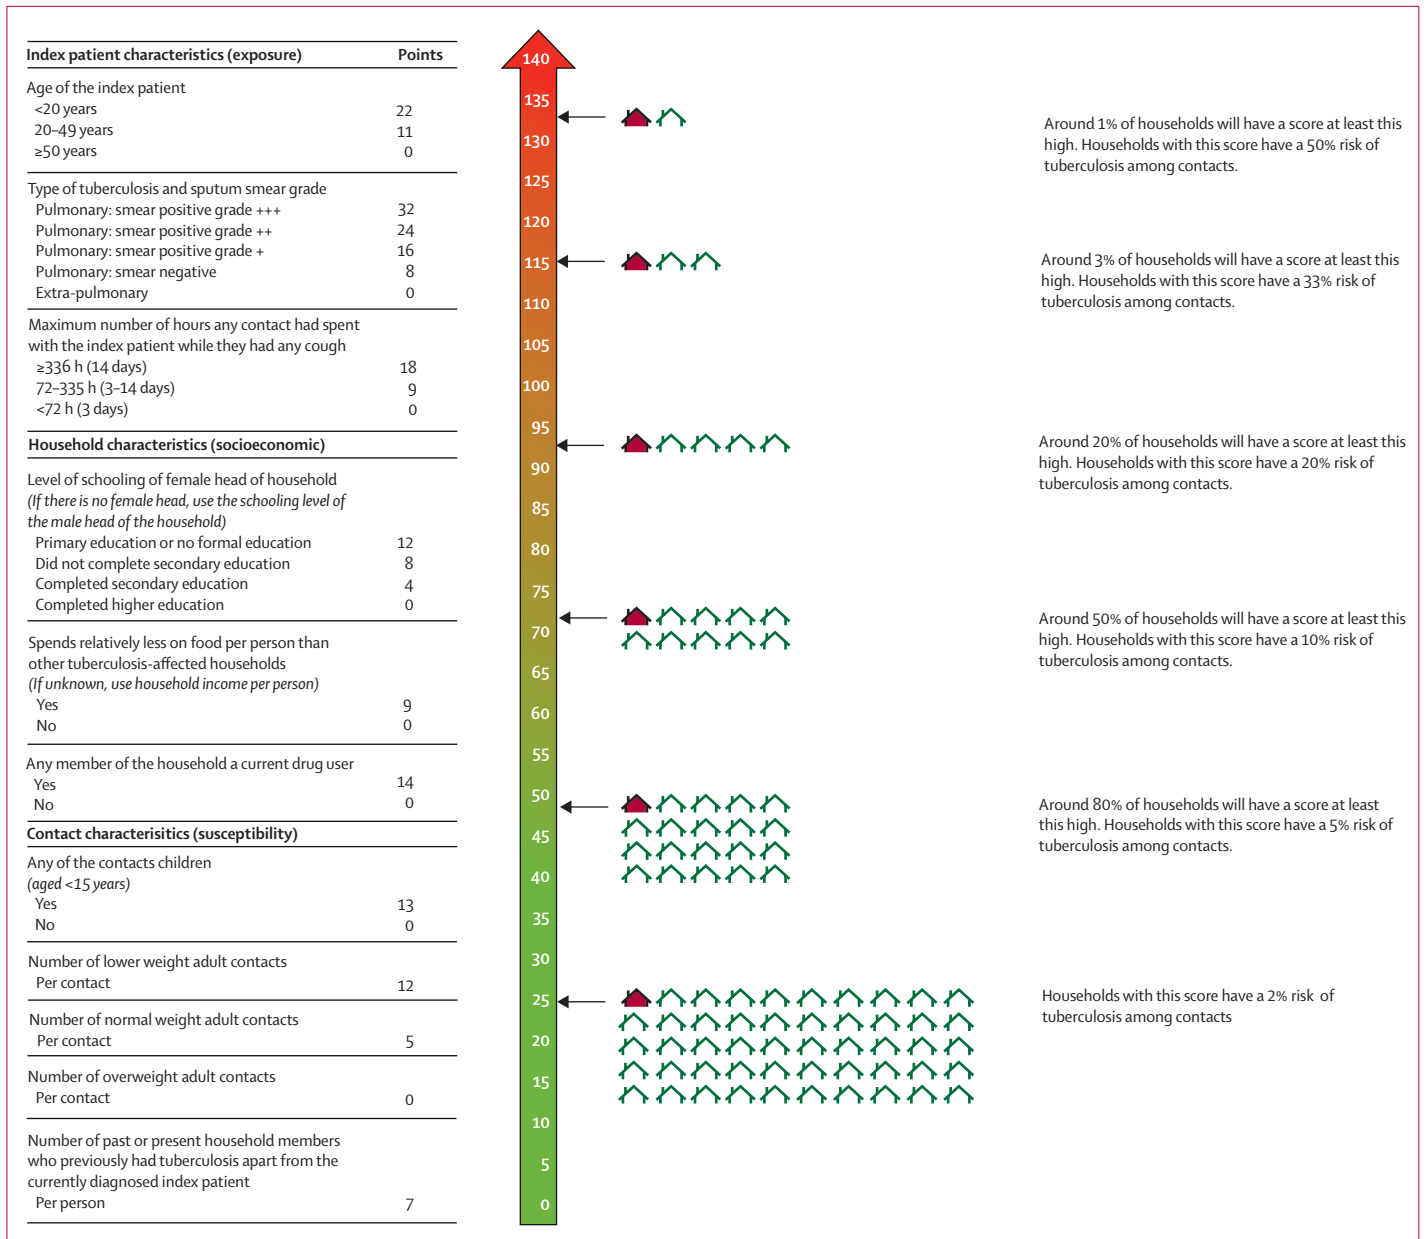 Index patient characteristics (exposure) Points
Age of the index patient
<20 years 22
20–49 years 11
≥50 years 0
Type of tuberculosis and sputum smear grade
Pulmonary: smear positive grade +++ 32
Pulmonary: smear positive grade ++ 24
Pulmonary: smear positive grade + 16
Pulmonary: smear negative 8
Extra-pulmonary 0
Maximum number of hours any contact had spent
with the index patient while they had any cough
≥336 h (14 days) 18
72–335 h (3–14 days) 9
<72 h (3 days) 0
Household characteristics (socioeconomic)
Level of schooling of female head of household
(If there is no female head, use the schooling level of
the male head of the household)
Primary education or no formal education 12
Did not complete secondary education 8
Completed secondary education 4
Completed higher education 0
Spends relatively less on food per person than
other tuberculosis-affected households
(If unknown, use household income per person)
Yes 9
No 0
Any member of the household a current drug user
Yes 14
No 0
Contact characterisitics (susceptibility)
Any of the contacts children
(aged <15 years)
Yes 13
No 0
Number of lower weight adult contacts
Per contact 12
Number of normal weight adult contacts
Per contact 5
Number of overweight adult contacts
Per contact 0
Number of past or present household members
who previously had tuberculosis apart from the
currently diagnosed index patient
Per person 7
140
135
130
125
120
115
110
105
100
95
90
85
80
75
70
65
60
55
50
45
40
35
30
25
20
15
10
5
0
Around 1% of households will have a score at least this
high. Households with this score have a 50% risk of
tuberculosis among contacts.
Around 3% of households will have a score at least this
high. Households with this score have a 33% risk of
tuberculosis among contacts.
Around 20% of households will have a score at least this
high. Households with this score have a 20% risk of
tuberculosis among contacts.
Around 50% of households will have a score at least this
high. Households with this score have a 10% risk of
tuberculosis among contacts.
Around 80% of households will have a score at least
this high. Households with this score have a 5% risk of
tuberculosis among contacts.
Households with this score have a 2% risk of
tuberculosis among contacts